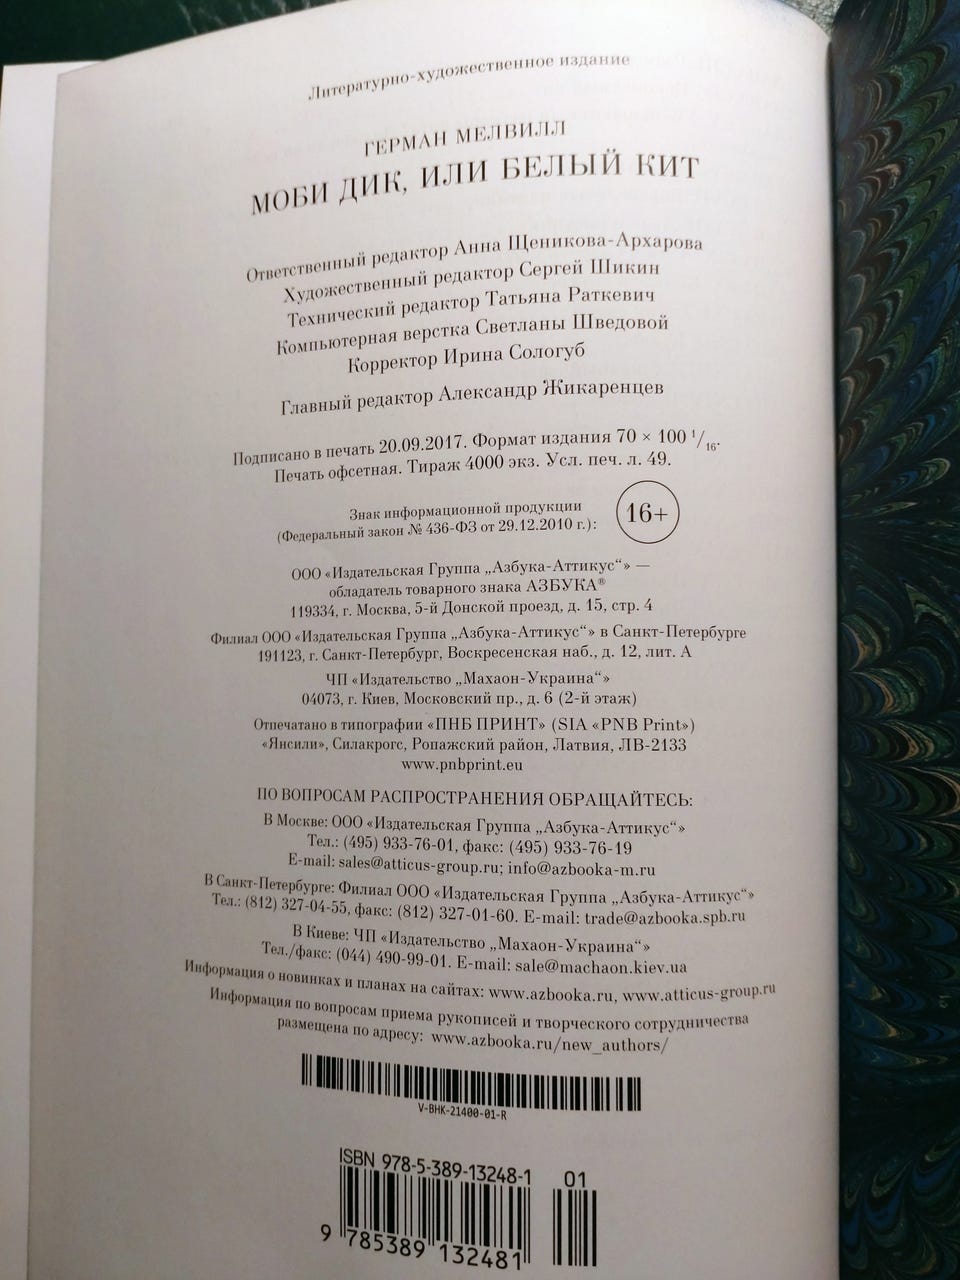 Литературно-художественное издание
ГЕРМАН МЕЛВИЛЛ
МОБИ ДИК, ИЛИ БЕЛЫЙ КИТ
Ответственный редактор Анна Щеникова-Архарова
Художественный редактор Сергей Шикин
Технический редактор Татьяна Раткевич
Компьютерная верстка Светланы Шведовой
Корректор Ирина Сологуб
Главный редактор Александр Жикаренцев
Подписано в печать 20.09.2017. Формат издания 70 × 100 1/16.
Печать офсетная. Тираж 4000 экз. Усл. печ. л. 49.
Знак информационной продукции
(Федеральный закон № 436-ФЗ от 29.12.2010 г.):
16+
ООО «Издательская Группа „Азбука-Аттикус“» —
обладатель товарного знака АЗБУКА®
119334, г. Москва, 5-й Донской проезд, д. 15, стр. 4
Филиал ООО «Издательская Группа „Азбука-Аттикус“» в Санкт-Петербурге
191123, г. Санкт-Петербург, Воскресенская наб., д. 12, лит. А
ЧП «Издательство „Махаон-Украина“»
04073, г. Киев, Московский пр., д. 6 (2-й этаж)
Отпечатано в типографии «ПНБ ПРИНТ» (SIA «PNB Print»)
«Янсили», Силакрогс, Ропажский район, Латвия, ЛВ-2133
www.pnbprint.eu
ПО ВОПРОСАМ РАСПРОСТРАНЕНИЯ ОБРАЩАЙТЕСЬ:
В Москве: ООО «Издательская Группа „Азбука-Аттикус“»
Тел.: (495) 933-76-01, факс: (495) 933-76-19
E-mail: sales@atticus-group.ru; info@azbooka-m.ru
В Санкт-Петербурге: Филиал ООО «Издательская Группа „Азбука-Аттикус“»
Тел.: (812) 327-04-55, факс: (812) 327-01-60. E-mail: trade@azbooka.spb.ru
В Киеве: ЧП «Издательство „Махаон-Украина“»
Тел./факс: (044) 490-99-01. E-mail: sale@machaon.kiev.ua
Информация о новинках и планах на сайтах: www.azbooka.ru, www.atticus-group.ru
Информация по вопросам приема рукописей и творческого сотрудничества
размещена по адресу: www.azbooka.ru/new_authors/
V-BHK-21400-01-R
ISBN 978-5-389-13248-1
01
9 785389 132481